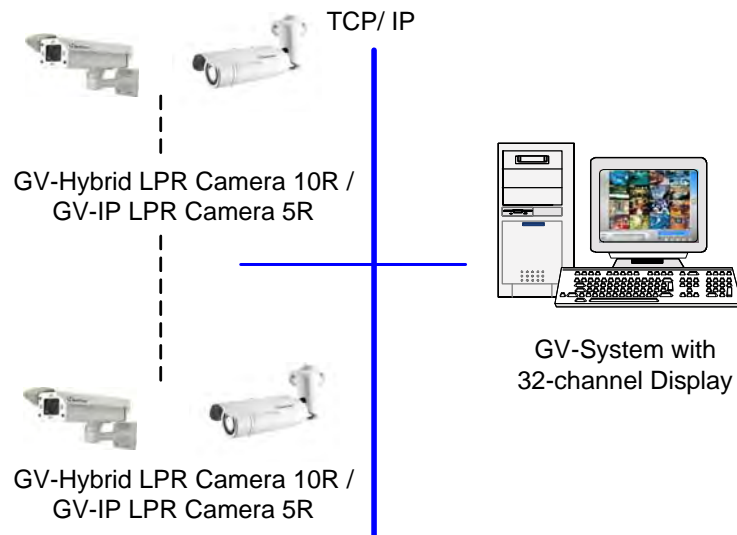 TCP/ IP
GV-Hybrid LPR Camera 10R /
GV-IP LPR Camera 5R
GV-System with
32-channel Display
GV-Hybrid LPR Camera 10R /
GV-IP LPR Camera 5R